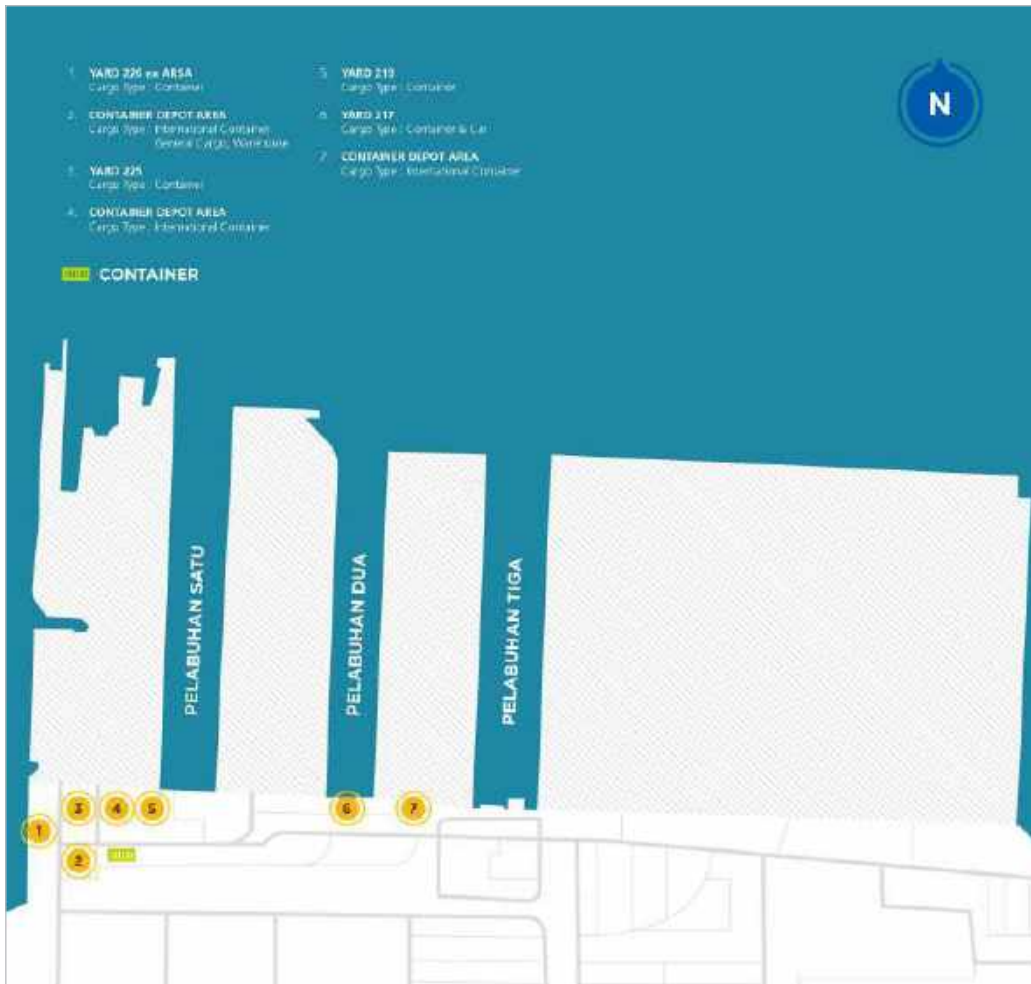 1. YARD 220 ex ARSA
Cargo Type : Container
2. CONTAINER DEPOT AREA
Cargo Type : International Container
General Cargo, Warehouse
3. YARD 225
Cargo Type : Container
4. CONTAINER DEPOT AREA
Cargo Type : International Container
5. YARD 213
Cargo Type : Container
6. YARD 217
Cargo Type : Container & Car
7. CONTAINER DEPOT AREA
Cargo Type : International Container
CONTAINER
N
PELABUHAN SATU
PELABUHAN DUA
PELABUHAN TIGA
3
4
5
6
7
1
2